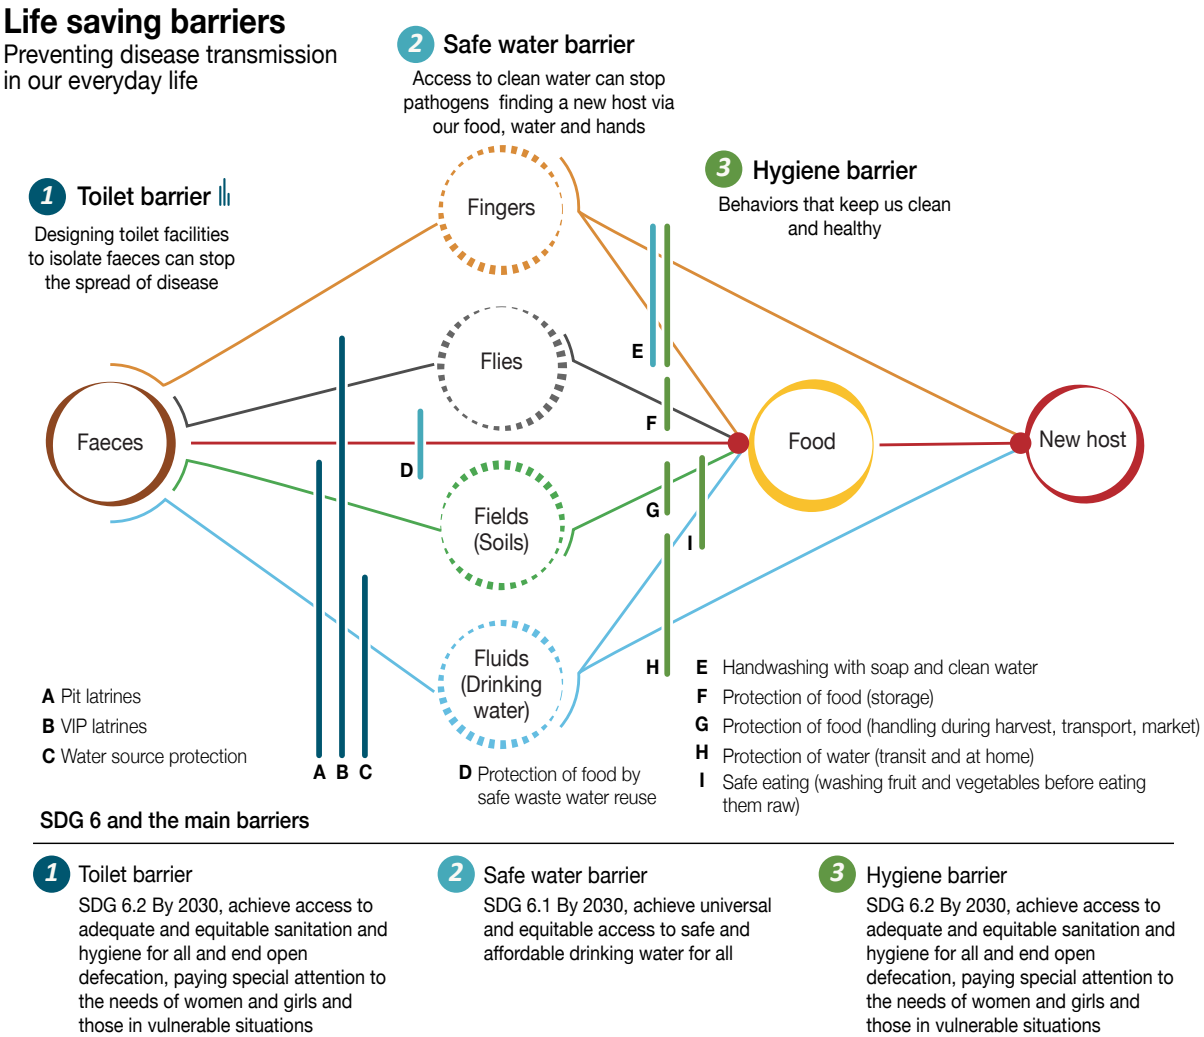 Life saving barriers
Preventing disease transmission
in our everyday life
2 Safe water barrier
Access to clean water can stop
pathogens finding a new host via
our food, water and hands
1 Toilet barrier
Designing toilet facilities
to isolate faeces can stop
the spread of disease
3 Hygiene barrier
Behaviors that keep us clean
and healthy
Fingers
Flies
Faeces
Food
New host
Fields
(Soils)
Fluids
(Drinking
water)
E
F
D
G
I
H
A B C
A Pit latrines
B VIP latrines
C Water source protection
D Protection of food by
safe waste water reuse
E Handwashing with soap and clean water
F Protection of food (storage)
G Protection of food (handling during harvest, transport, market)
H Protection of water (transit and at home)
I Safe eating (washing fruit and vegetables before eating
them raw)
SDG 6 and the main barriers
1 Toilet barrier
SDG 6.2 By 2030, achieve access to
adequate and equitable sanitation and
hygiene for all and end open
defecation, paying special attention to
the needs of women and girls and
those in vulnerable situations
2 Safe water barrier
SDG 6.1 By 2030, achieve universal
and equitable access to safe and
affordable drinking water for all
3 Hygiene barrier
SDG 6.2 By 2030, achieve access to
adequate and equitable sanitation and
hygiene for all and end open
defecation, paying special attention to
the needs of women and girls and
those in vulnerable situations